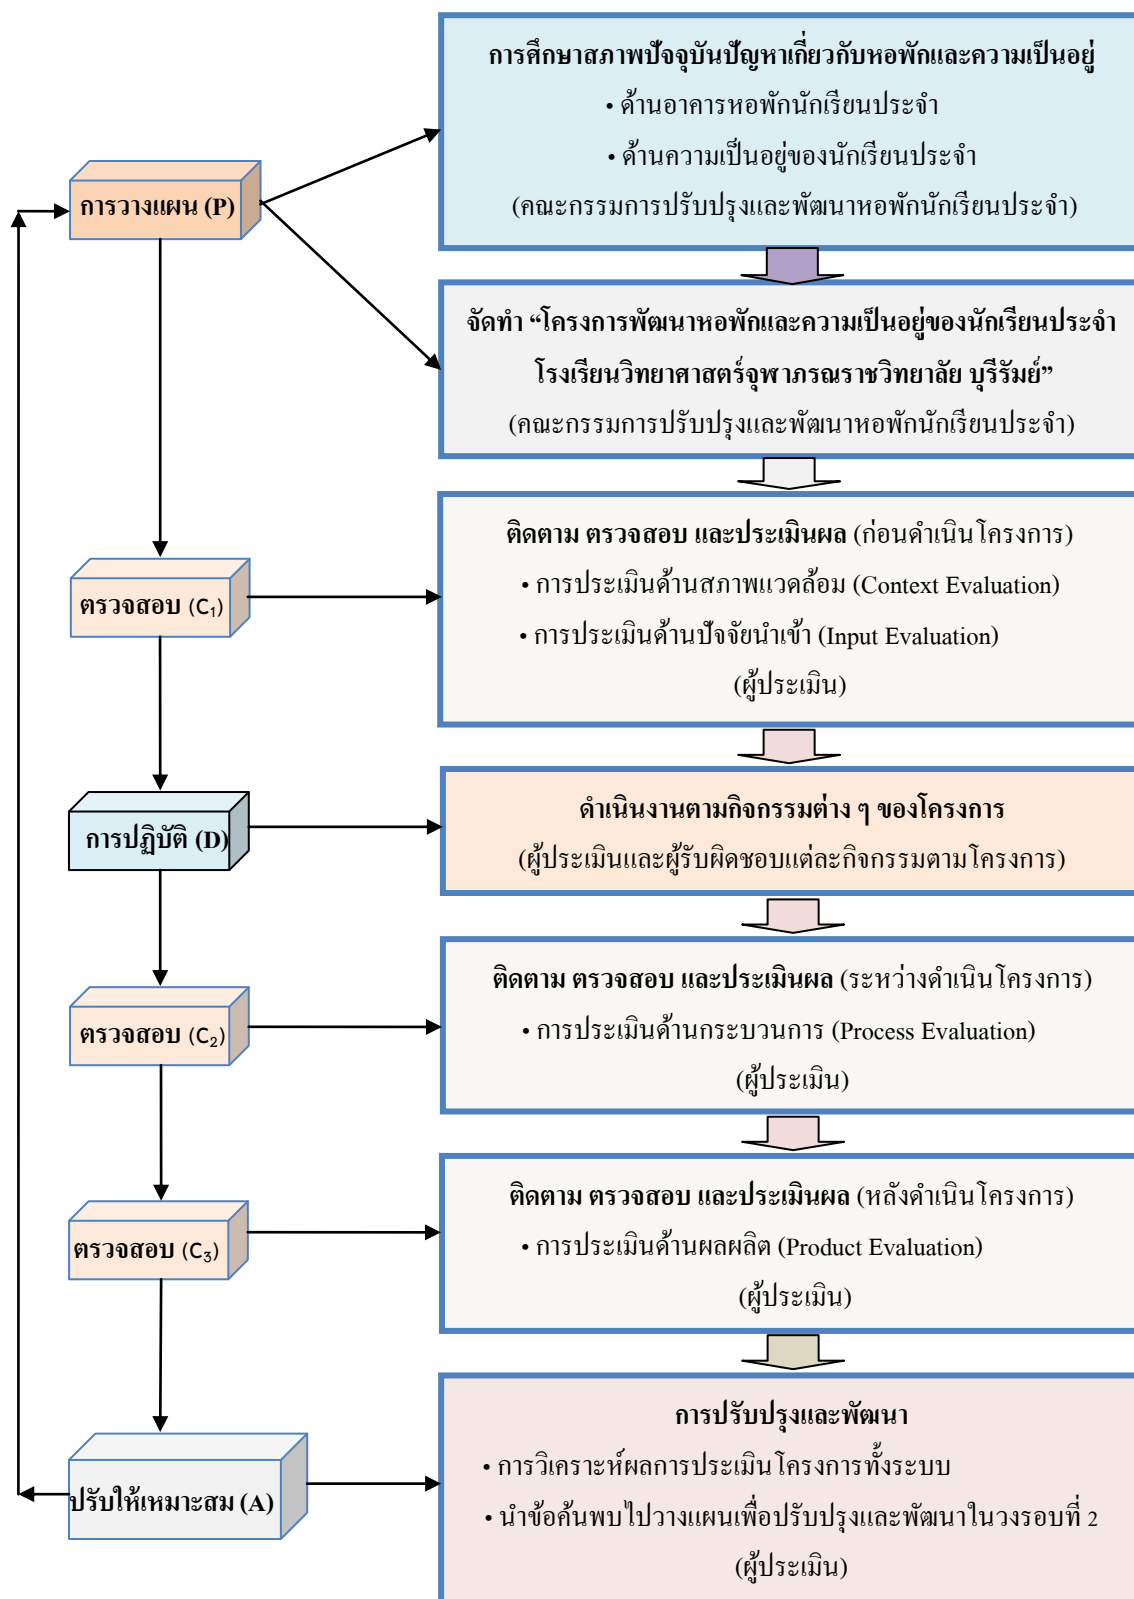 การศึกษาสภาพปัจจุบันปัญหาเกี่ยวกับหอพักและความเป็นอยู่
• ด้านอาคารหอพักนักเรียนประจำ
• ด้านความเป็นอยู่ของนักเรียนประจำ
(คณะกรรมการปรับปรุงและพัฒนาหอพักนักเรียนประจำ)
การวางแผน (P)
จัดทำ “โครงการพัฒนาหอพักและความเป็นอยู่ของนักเรียนประจำ
โรงเรียนวิทยาศาสตร์จุฬาภรณราชวิทยาลัย บุรีรัมย์”
(คณะกรรมการปรับปรุงและพัฒนาหอพักนักเรียนประจำ)
ติดตาม ตรวจสอบ และประเมินผล (ก่อนดำเนินโครงการ)
• การประเมินด้านสภาพแวดล้อม (Context Evaluation)
• การประเมินด้านปัจจัยนำเข้า (Input Evaluation)
(ผู้ประเมิน)
ตรวจสอบ (C₁)
ดำเนินงานตามกิจกรรมต่าง ๆ ของโครงการ
(ผู้ประเมินและผู้รับผิดชอบแต่ละกิจกรรมตามโครงการ)
การปฏิบัติ (D)
ติดตาม ตรวจสอบ และประเมินผล (ระหว่างดำเนินโครงการ)
• การประเมินด้านกระบวนการ (Process Evaluation)
(ผู้ประเมิน)
ตรวจสอบ (C₂)
ติดตาม ตรวจสอบ และประเมินผล (หลังดำเนินโครงการ)
• การประเมินด้านผลผลิต (Product Evaluation)
(ผู้ประเมิน)
ตรวจสอบ (C₃)
การปรับปรุงและพัฒนา
• การวิเคราะห์ผลการประเมินโครงการทั้งระบบ
• นำข้อค้นพบไปวางแผนเพื่อปรับปรุงและพัฒนาในวงรอบที่ 2
(ผู้ประเมิน)
ปรับให้เหมาะสม (A)